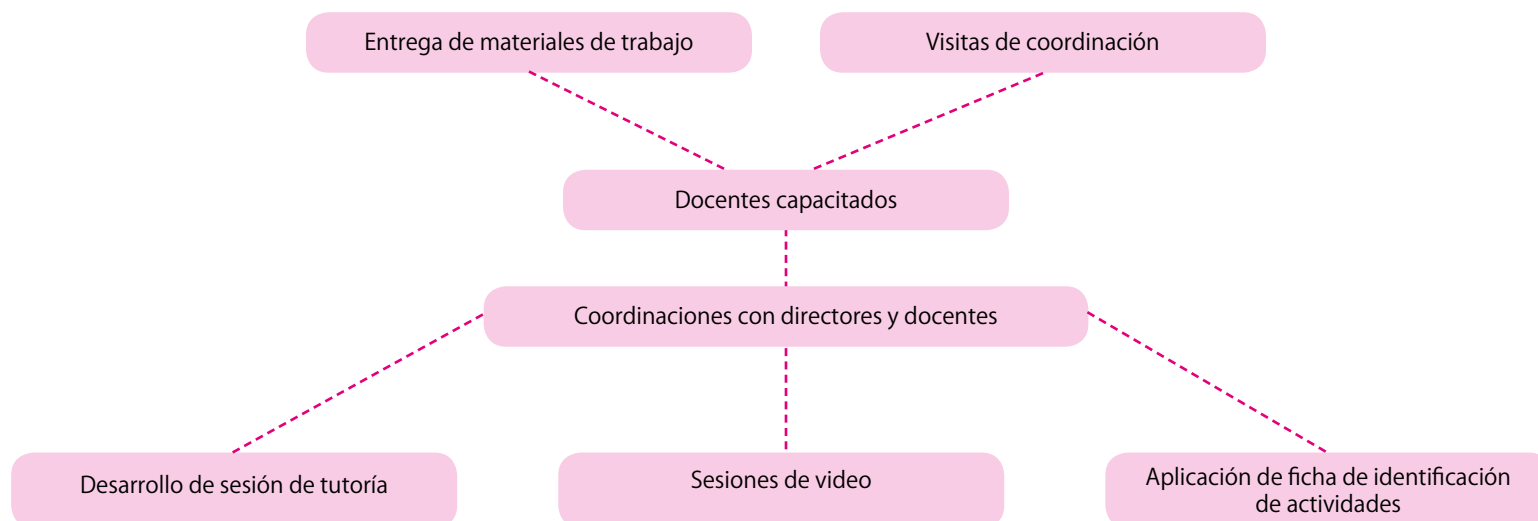 Entrega de materiales de trabajo
Visitas de coordinación
Docentes capacitados
Coordinaciones con directores y docentes
Desarrollo de sesión de tutoría
Sesiones de video
Aplicación de ficha de identificación
de actividades